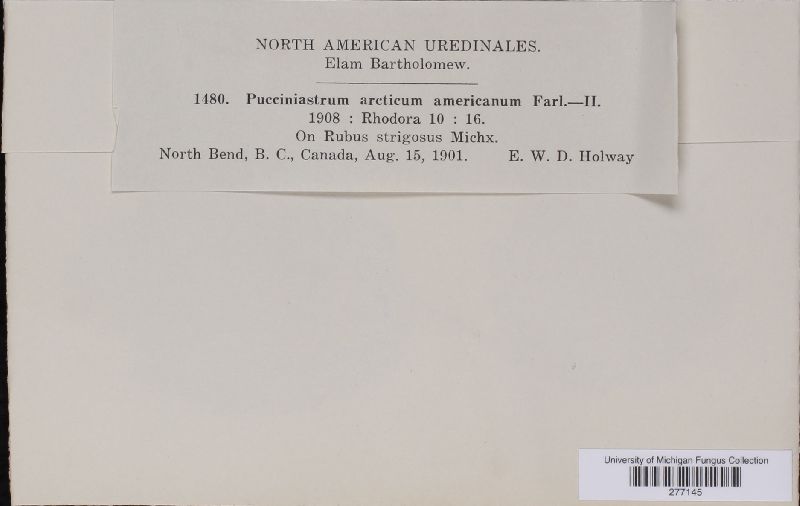 NORTH AMERICAN UREDINALES.
Elam Bartholomew.
1480. Pucciniastrum arcticum americanum Farl.—II.
1908 : Rhodora 10 : 16.
On Rubus strigosus Michx.
North Bend, B. C., Canada, Aug. 15, 1901. E. W. D. Holway
University of Michigan Fungus Collection
277145